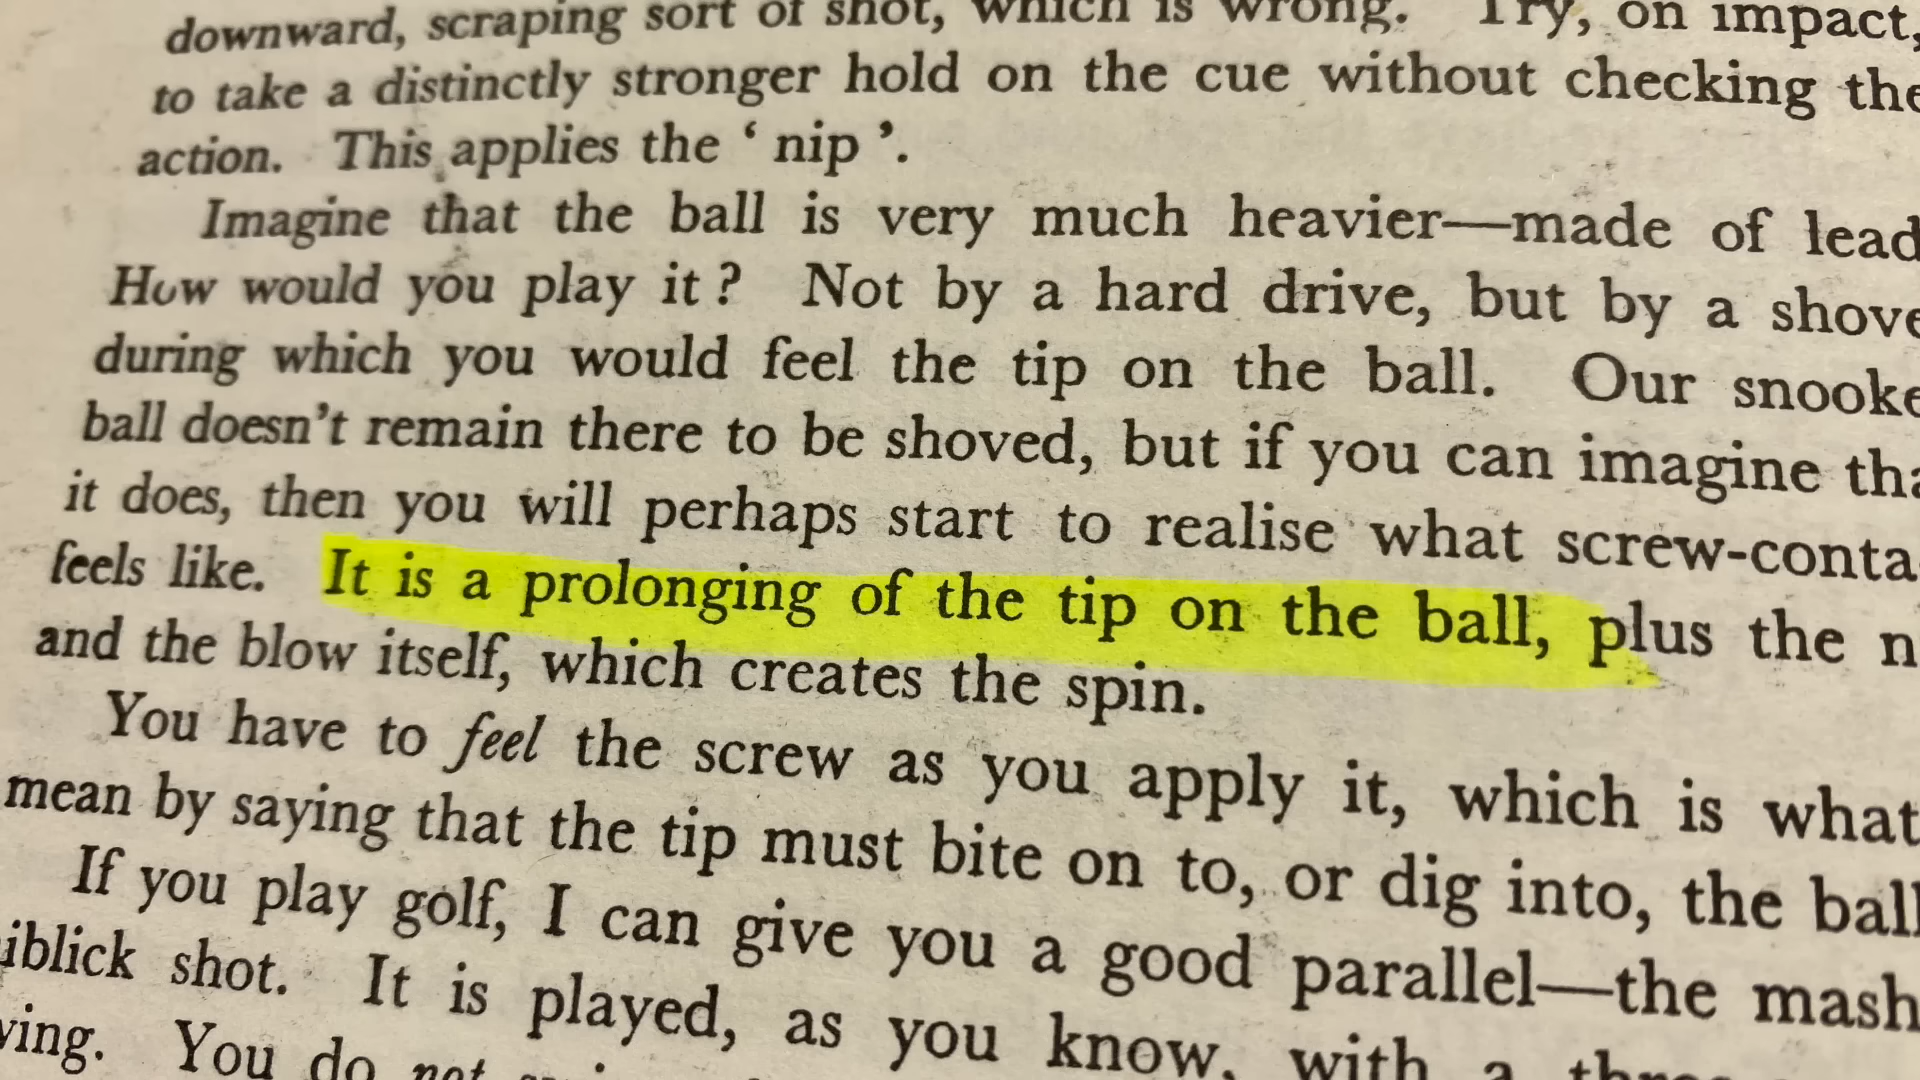 downward, scraping sort of shot, which is wrong. Try, on impact,
to take a distinctly stronger hold on the cue without checking the
action. This applies the ‘ nip ’.
Imagine that the ball is very much heavier—made of lead
How would you play it ? Not by a hard drive, but by a shove
during which you would feel the tip on the ball. Our snooke
ball doesn’t remain there to be shoved, but if you can imagine tha
it does, then you will perhaps start to realise what screw-conta
feels like. It is a prolonging of the tip on the ball, plus the n
and the blow itself, which creates the spin.
You have to feel the screw as you apply it, which is what
mean by saying that the tip must bite on to, or dig into, the ball
If you play golf, I can give you a good parallel—the mash
iblick shot. It is played, as you know, with a thre
ving. You do not